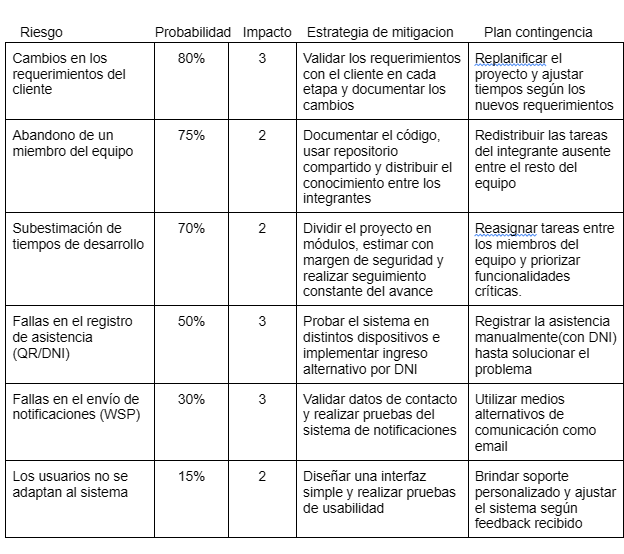 Riesgo Probabilidad Impacto Estrategia de mitigacion Plan contingencia
Cambios en los
requerimientos del
cliente
80%
3
Validar los requerimientos
con el cliente en cada
etapa y documentar los
cambios
Replanificar el
proyecto y ajustar
tiempos según los
nuevos requerimientos
Abandono de un
miembro del equipo
75%
2
Documentar el código,
usar repositorio
compartido y distribuir el
conocimiento entre los
integrantes
Redistribuir las tareas
del integrante ausente
entre el resto del
equipo
Subestimación de
tiempos de desarrollo
70%
2
Dividir el proyecto en
módulos, estimar con
margen de seguridad y
realizar seguimiento
constante del avance
Reasignar tareas entre
los miembros del
equipo y priorizar
funcionalidades
críticas.
Fallas en el registro
de asistencia
(QR/DNI)
50%
3
Probar el sistema en
distintos dispositivos e
implementar ingreso
alternativo por DNI
Registrar la asistencia
manualmente(con DNI)
hasta solucionar el
problema
Fallas en el envío de
notificaciones (WSP)
30%
3
Validar datos de contacto
y realizar pruebas del
sistema de notificaciones
Utilizar medios
alternativos de
comunicación como
email
Los usuarios no se
adaptan al sistema
15%
2
Diseñar una interfaz
simple y realizar pruebas
de usabilidad
Brindar soporte
personalizado y ajustar
el sistema según
feedback recibido